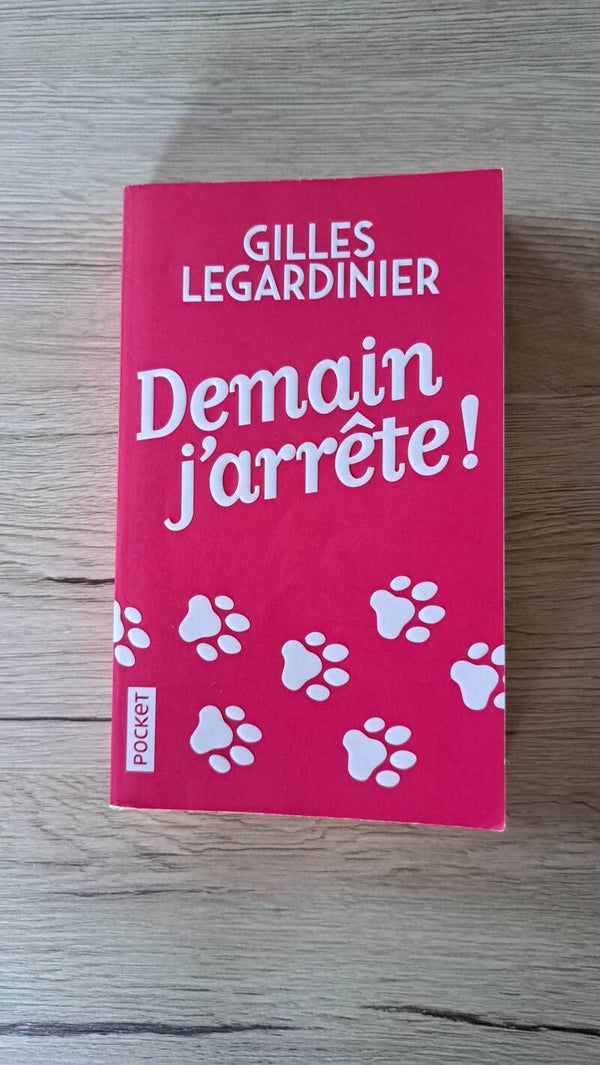 GILLES
LEGARDINIER
Demain
j'arrête !
POCKET